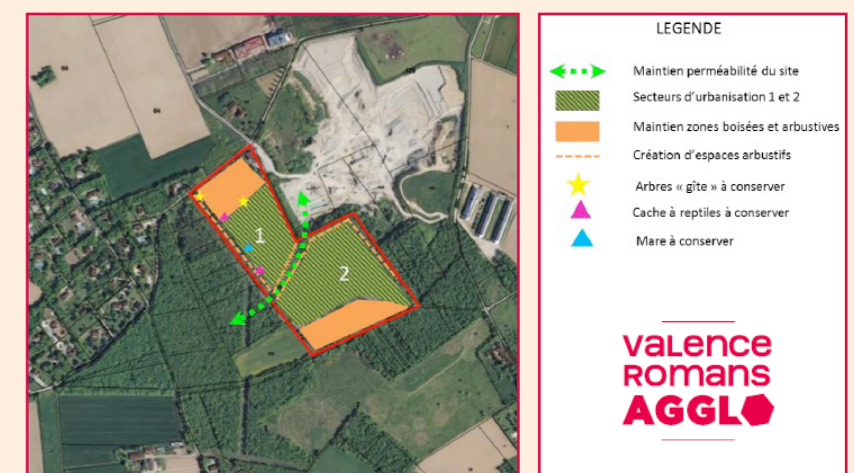 LEGENDE
Maintien perméabilité du site
Secteurs d'urbanisation 1 et 2
Maintien zones boisées et arbustives
Création d'espaces arbustifs
Arbres « gîte » à conserver
Cache à reptiles à conserver
Mare à conserver
1
2
valence
romans
AGGLO